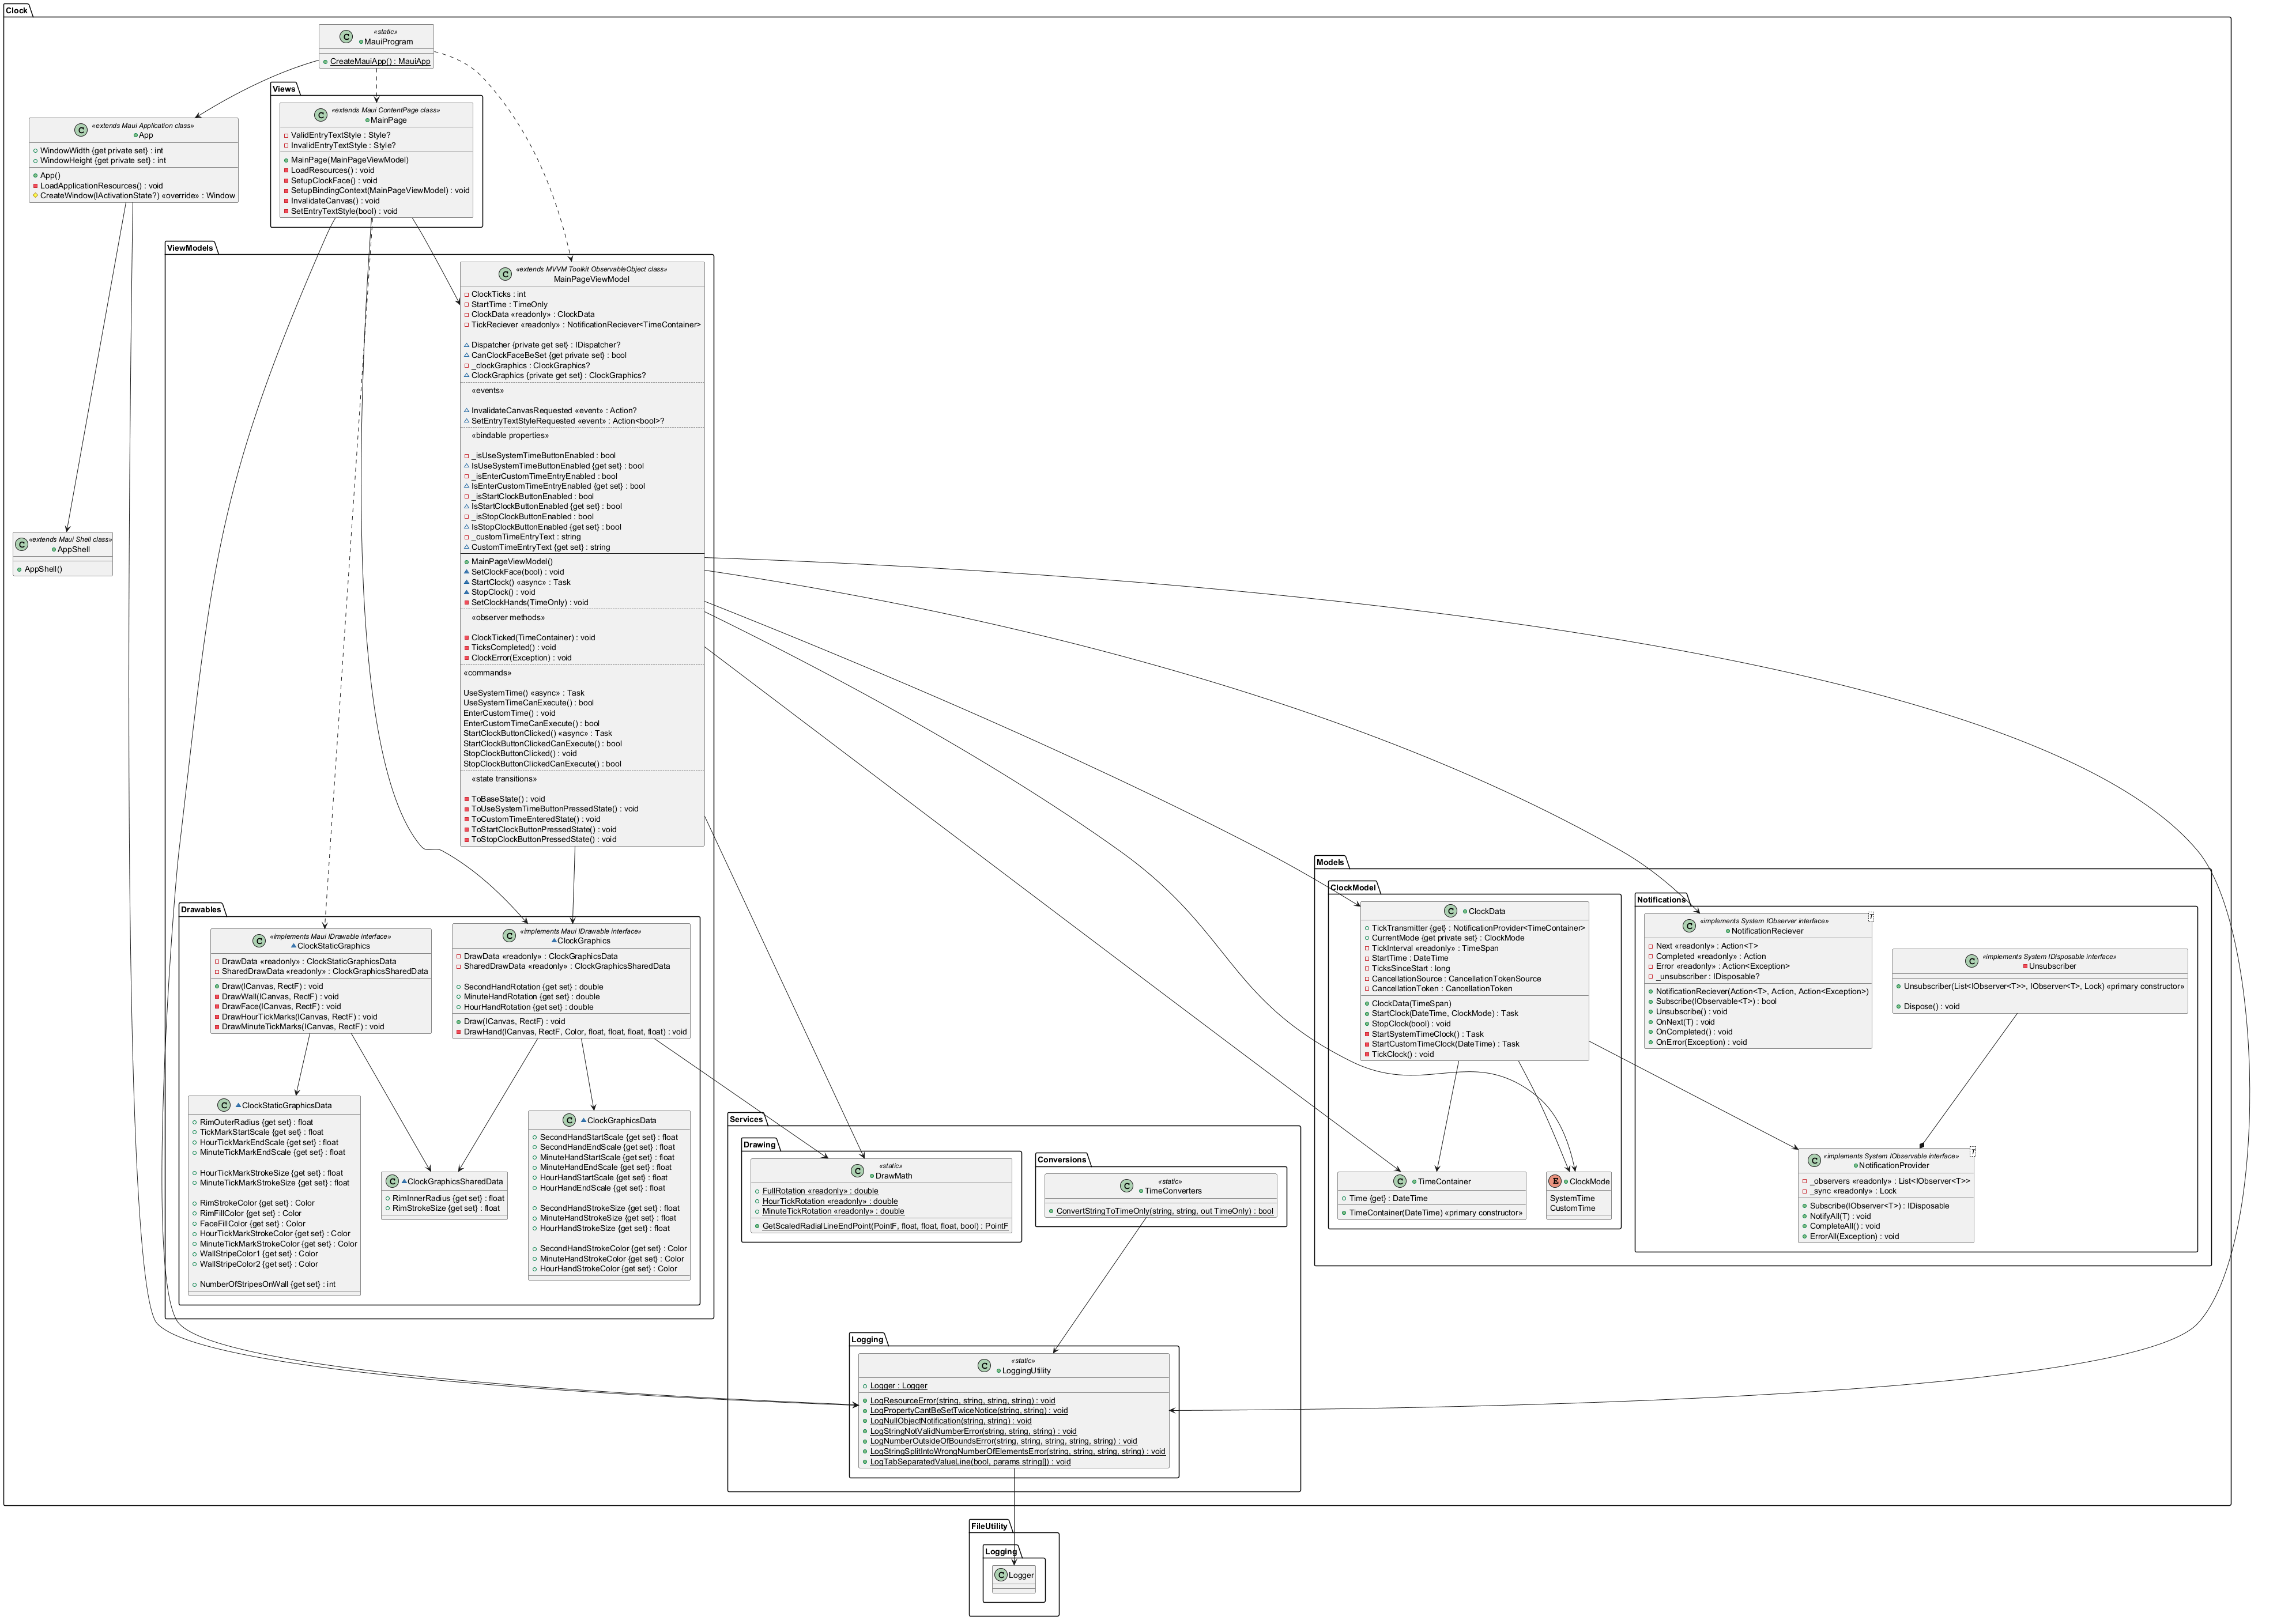 Clock
«static»
MauiProgram
CreateMauiApp() : MauiApp
Views
«extends Maui ContentPage class»
MainPage
ValidEntryTextStyle : Style?
InvalidEntryTextStyle : Style?
MainPage(MainPageViewModel)
LoadResources() : void
SetupClockFace() : void
SetupBindingContext(MainPageViewModel) : void
InvalidateCanvas() : void
SetEntryTextStyle(bool) : void
«extends Maui Application class»
App
WindowWidth {get private set} : int
WindowHeight {get private set} : int
App()
LoadApplicationResources() : void
CreateWindow(IActivationState?) «override» : Window
«extends Maui Shell class»
AppShell
AppShell()
ViewModels
«extends MVVM Toolkit ObservableObject class»
MainPageViewModel
ClockTicks : int
StartTime : TimeOnly
ClockData «readonly» : ClockData
TickReciever «readonly» : NotificationReciever<TimeContainer>
Dispatcher {private get set} : IDispatcher?
CanClockFaceBeSet {get private set} : bool
_clockGraphics : ClockGraphics?
ClockGraphics {private get set} : ClockGraphics?
«events»
InvalidateCanvasRequested «event» : Action?
SetEntryTextStyleRequested «event» : Action<bool>?
«bindable properties»
_isUseSystemTimeButtonEnabled : bool
IsUseSystemTimeButtonEnabled {get set} : bool
_isEnterCustomTimeEntryEnabled : bool
IsEnterCustomTimeEntryEnabled {get set} : bool
_isStartClockButtonEnabled : bool
IsStartClockButtonEnabled {get set} : bool
_isStopClockButtonEnabled : bool
IsStopClockButtonEnabled {get set} : bool
_customTimeEntryText : string
CustomTimeEntryText {get set} : string
MainPageViewModel()
SetClockFace(bool) : void
StartClock() «async» : Task
StopClock() : void
SetClockHands(TimeOnly) : void
«observer methods»
ClockTicked(TimeContainer) : void
TicksCompleted() : void
ClockError(Exception) : void
«commands»
UseSystemTime() «async» : Task
UseSystemTimeCanExecute() : bool
EnterCustomTime() : void
EnterCustomTimeCanExecute() : bool
StartClockButtonClicked() «async» : Task
StartClockButtonClickedCanExecute() : bool
StopClockButtonClicked() : void
StopClockButtonClickedCanExecute() : bool
«state transitions»
ToBaseState() : void
ToUseSystemTimeButtonPressedState() : void
ToCustomTimeEnteredState() : void
ToStartClockButtonPressedState() : void
ToStopClockButtonPressedState() : void
Drawables
«implements Maui IDrawable interface»
ClockStaticGraphics
DrawData «readonly» : ClockStaticGraphicsData
SharedDrawData «readonly» : ClockGraphicsSharedData
Draw(ICanvas, RectF) : void
DrawWall(ICanvas, RectF) : void
DrawFace(ICanvas, RectF) : void
DrawHourTickMarks(ICanvas, RectF) : void
DrawMinuteTickMarks(ICanvas, RectF) : void
«implements Maui IDrawable interface»
ClockGraphics
DrawData «readonly» : ClockGraphicsData
SharedDrawData «readonly» : ClockGraphicsSharedData
SecondHandRotation {get set} : double
MinuteHandRotation {get set} : double
HourHandRotation {get set} : double
Draw(ICanvas, RectF) : void
DrawHand(ICanvas, RectF, Color, float, float, float, float) : void
ClockStaticGraphicsData
RimOuterRadius {get set} : float
TickMarkStartScale {get set} : float
HourTickMarkEndScale {get set} : float
MinuteTickMarkEndScale {get set} : float
HourTickMarkStrokeSize {get set} : float
MinuteTickMarkStrokeSize {get set} : float
RimStrokeColor {get set} : Color
RimFillColor {get set} : Color
FaceFillColor {get set} : Color
HourTickMarkStrokeColor {get set} : Color
MinuteTickMarkStrokeColor {get set} : Color
WallStripeColor1 {get set} : Color
WallStripeColor2 {get set} : Color
NumberOfStripesOnWall {get set} : int
ClockGraphicsSharedData
RimInnerRadius {get set} : float
RimStrokeSize {get set} : float
ClockGraphicsData
SecondHandStartScale {get set} : float
SecondHandEndScale {get set} : float
MinuteHandStartScale {get set} : float
MinuteHandEndScale {get set} : float
HourHandStartScale {get set} : float
HourHandEndScale {get set} : float
SecondHandStrokeSize {get set} : float
MinuteHandStrokeSize {get set} : float
HourHandStrokeSize {get set} : float
SecondHandStrokeColor {get set} : Color
MinuteHandStrokeColor {get set} : Color
HourHandStrokeColor {get set} : Color
Services
Drawing
«static»
DrawMath
FullRotation «readonly» : double
HourTickRotation «readonly» : double
MinuteTickRotation «readonly» : double
GetScaledRadialLineEndPoint(PointF, float, float, float, bool) : PointF
Conversions
«static»
TimeConverters
ConvertStringToTimeOnly(string, string, out TimeOnly) : bool
Logging
«static»
LoggingUtility
Logger : Logger
LogResourceError(string, string, string, string) : void
LogPropertyCantBeSetTwiceNotice(string, string) : void
LogNullObjectNotification(string, string) : void
LogStringNotValidNumberError(string, string, string) : void
LogNumberOutsideOfBoundsError(string, string, string, string, string) : void
LogStringSplitIntoWrongNumberOfElementsError(string, string, string, string) : void
LogTabSeparatedValueLine(bool, params string[]) : void
Models
ClockModel
ClockData
TickTransmitter {get} : NotificationProvider<TimeContainer>
CurrentMode {get private set} : ClockMode
TickInterval «readonly» : TimeSpan
StartTime : DateTime
TicksSinceStart : long
CancellationSource : CancellationTokenSource
CancellationToken : CancellationToken
ClockData(TimeSpan)
StartClock(DateTime, ClockMode) : Task
StopClock(bool) : void
StartSystemTimeClock() : Task
StartCustomTimeClock(DateTime) : Task
TickClock() : void
TimeContainer
Time {get} : DateTime
TimeContainer(DateTime) «primary constructor»
ClockMode
SystemTime
CustomTime
Notifications
«implements System IObserver interface»
T
NotificationReciever
Next «readonly» : Action<T>
Completed «readonly» : Action
Error «readonly» : Action<Exception>
_unsubscriber : IDisposable?
NotificationReciever(Action<T>, Action, Action<Exception>)
Subscribe(IObservable<T>) : bool
Unsubscribe() : void
OnNext(T) : void
OnCompleted() : void
OnError(Exception) : void
«implements System IDisposable interface»
Unsubscriber
Unsubscriber(List<IObserver<T>>, IObserver<T>, Lock) «primary constructor»
Dispose() : void
«implements System IObservable interface»
T
NotificationProvider
_observers «readonly» : List<IObserver<T>>
_sync «readonly» : Lock
Subscribe(IObserver<T>) : IDisposable
NotifyAll(T) : void
CompleteAll() : void
ErrorAll(Exception) : void
FileUtility
Logging
Logger